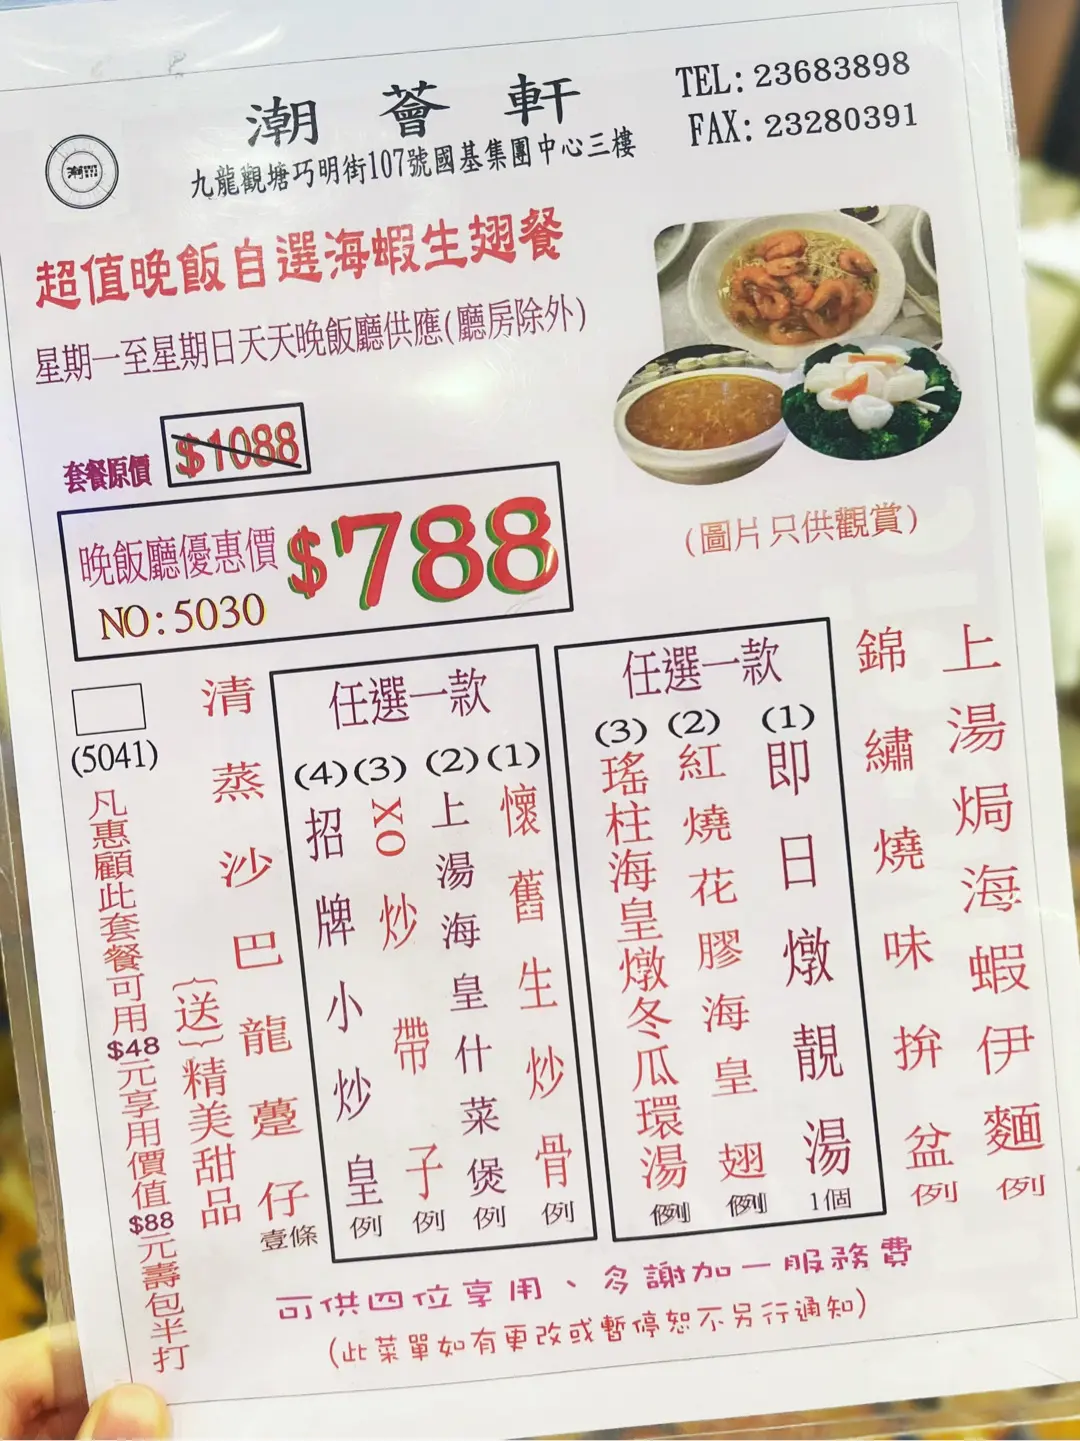 潮薈軒
TEL: 23683898
FAX: 23280391
九龍觀塘巧明街107號國基集團中心三樓
超值晚飯自選海蝦生翅餐
星期一至星期日天天晚飯廳供應(廳房除外)
套餐原價 $1088
晚飯廳優惠價 $788
NO:5030
(圖片只供觀賞)
上湯焗海蝦伊麵 例
錦繡燒味拚盆 例
任選一款
(1) 即日燉靚湯 1個
(2) 紅燒花膠海皇翅 例
(3) 瑤柱海皇燉冬瓜環湯 例
任選一款
(1) 懷舊生炒骨 例
(2) 上湯海皇什菜煲 例
(3) XO炒帶子 例
(4) 招牌小炒皇 例
清蒸沙巴龍躉仔 壹條
{送}精美甜品
(5041)
凡惠顧此套餐可用$48元享用價值$88元壽包半打
可供四位享用、多謝加一服務費
(此菜單如有更改或暫停恕不另行通知)